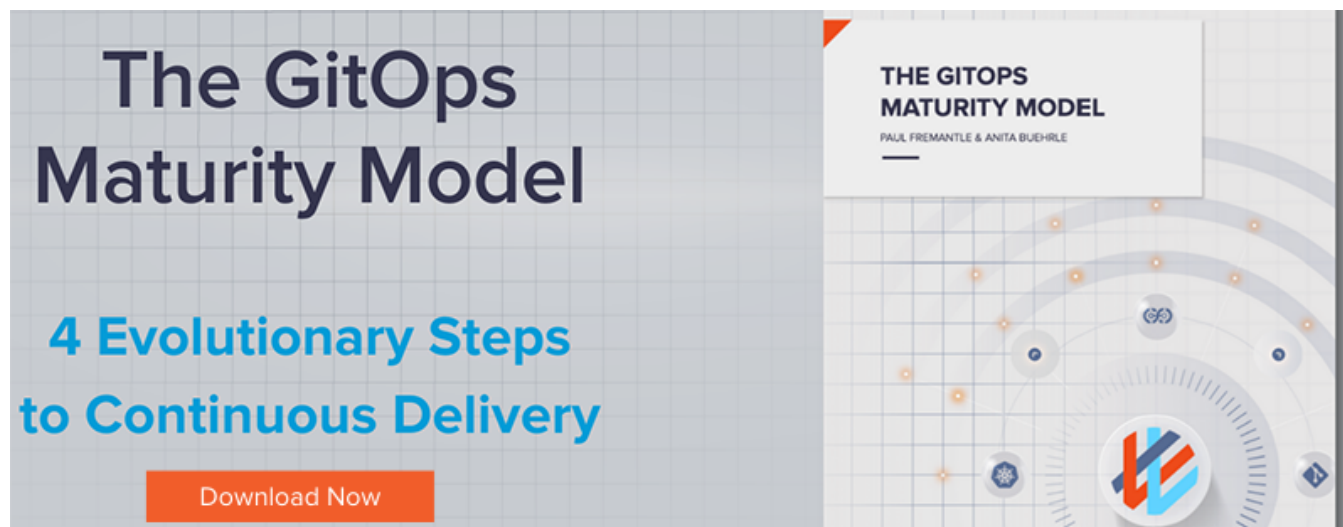 The GitOps
Maturity Model
4 Evolutionary Steps
to Continuous Delivery
Download Now
THE GITOPS
MATURITY MODEL
PAUL FREMANTLE & ANITA BUEHRLE